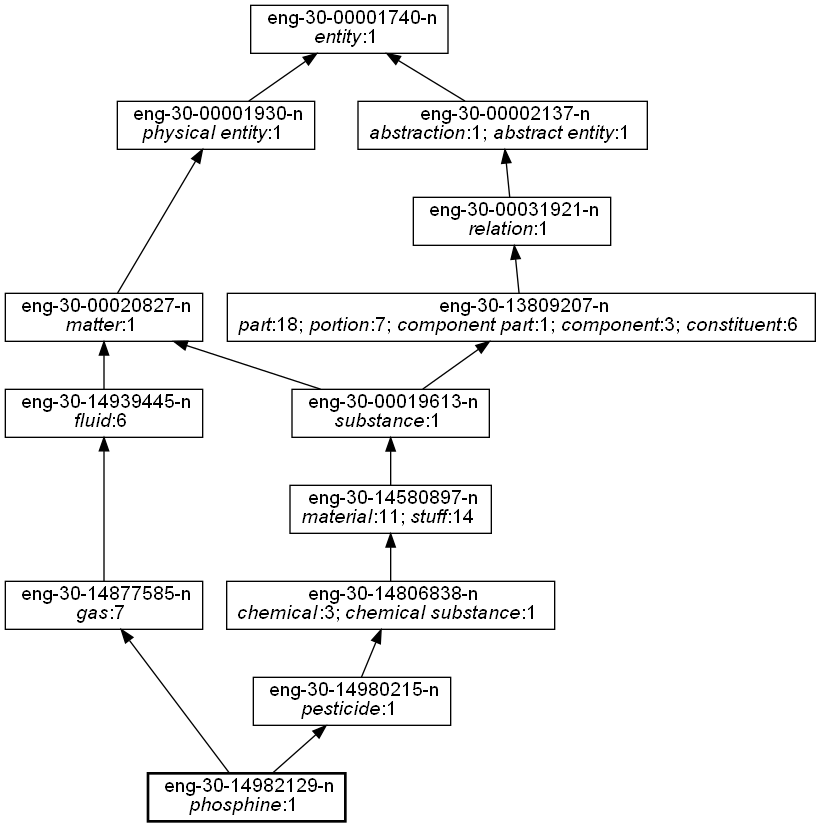 eng-30-00001740-n
entity:1
eng-30-00001930-n
physical entity:1
eng-30-00002137-n
abstraction:1; abstract entity:1
eng-30-00031921-n
relation:1
eng-30-00020827-n
matter:1
eng-30-13809207-n
part:18; portion:7; component part:1; component:3; constituent:6
eng-30-14939445-n
fluid:6
eng-30-00019613-n
substance:1
eng-30-14580897-n
material:11; stuff:14
eng-30-14877585-n
gas:7
eng-30-14806838-n
chemical:3; chemical substance:1
eng-30-14980215-n
pesticide:1
eng-30-14982129-n
phosphine:1